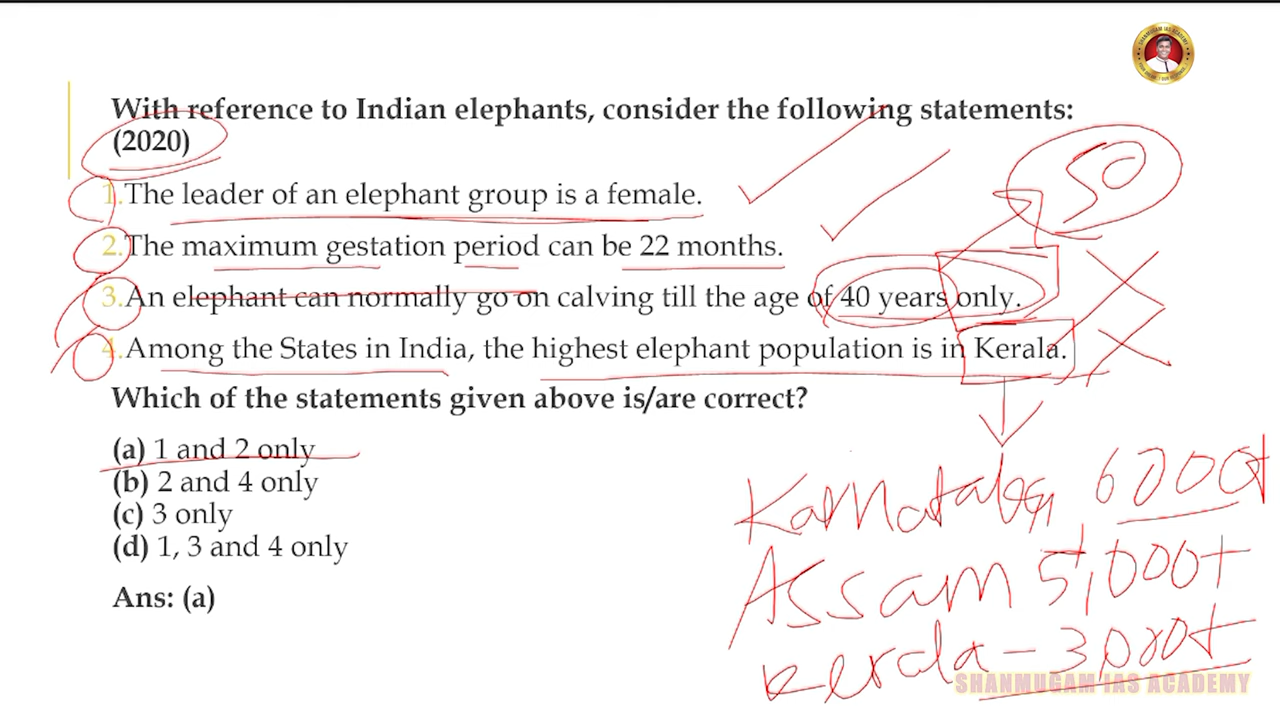 With reference to Indian elephants, consider the following statements:
(2020)
50
1.The leader of an elephant group is a female.
2.The maximum gestation period can be 22 months.
3.An elephant can normally go on calving till the age of 40 years only.
4.Among the States in India, the highest elephant population is in Kerala.
Which of the statements given above is/are correct?
(a) 1 and 2 only
(b) 2 and 4 only
(c) 3 only
(d) 1, 3 and 4 only
Ans: (a)
Karnataka, 6000+
Assam 5,000+
Kerala - 3,000+
SHANMUGAM IAS ACADEMY